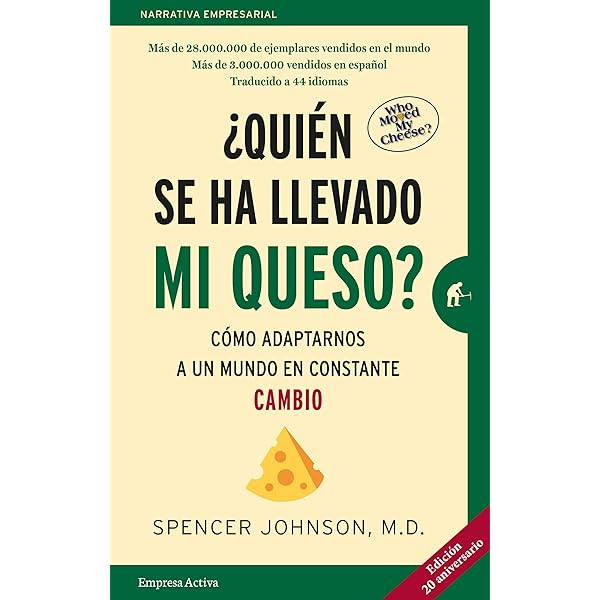 NARRATIVA EMPRESARIAL
Más de 28.000.000 de ejemplares vendidos en el mundo
Más de 3.000.000 vendidos en español
Traducido a 44 idiomas
Who
Moved
My
Cheese?
¿QUIÉN
SE HA LLEVADO
MI QUESO?
CÓMO ADAPTARNOS
A UN MUNDO EN CONSTANTE
CAMBIO
SPENCER JOHNSON, M.D.
Edición
20 aniversario
Empresa Activa